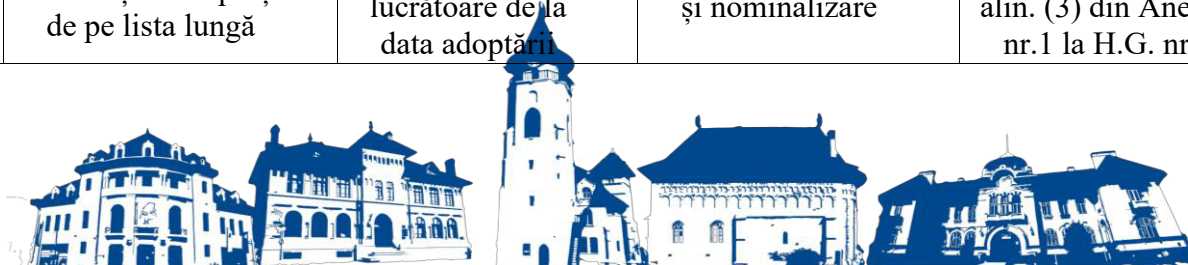 de pe lista lungă
lucrătoare de la
data adoptării
și nominalizare
alin. (3) din Ane
nr.1 la H.G. nr